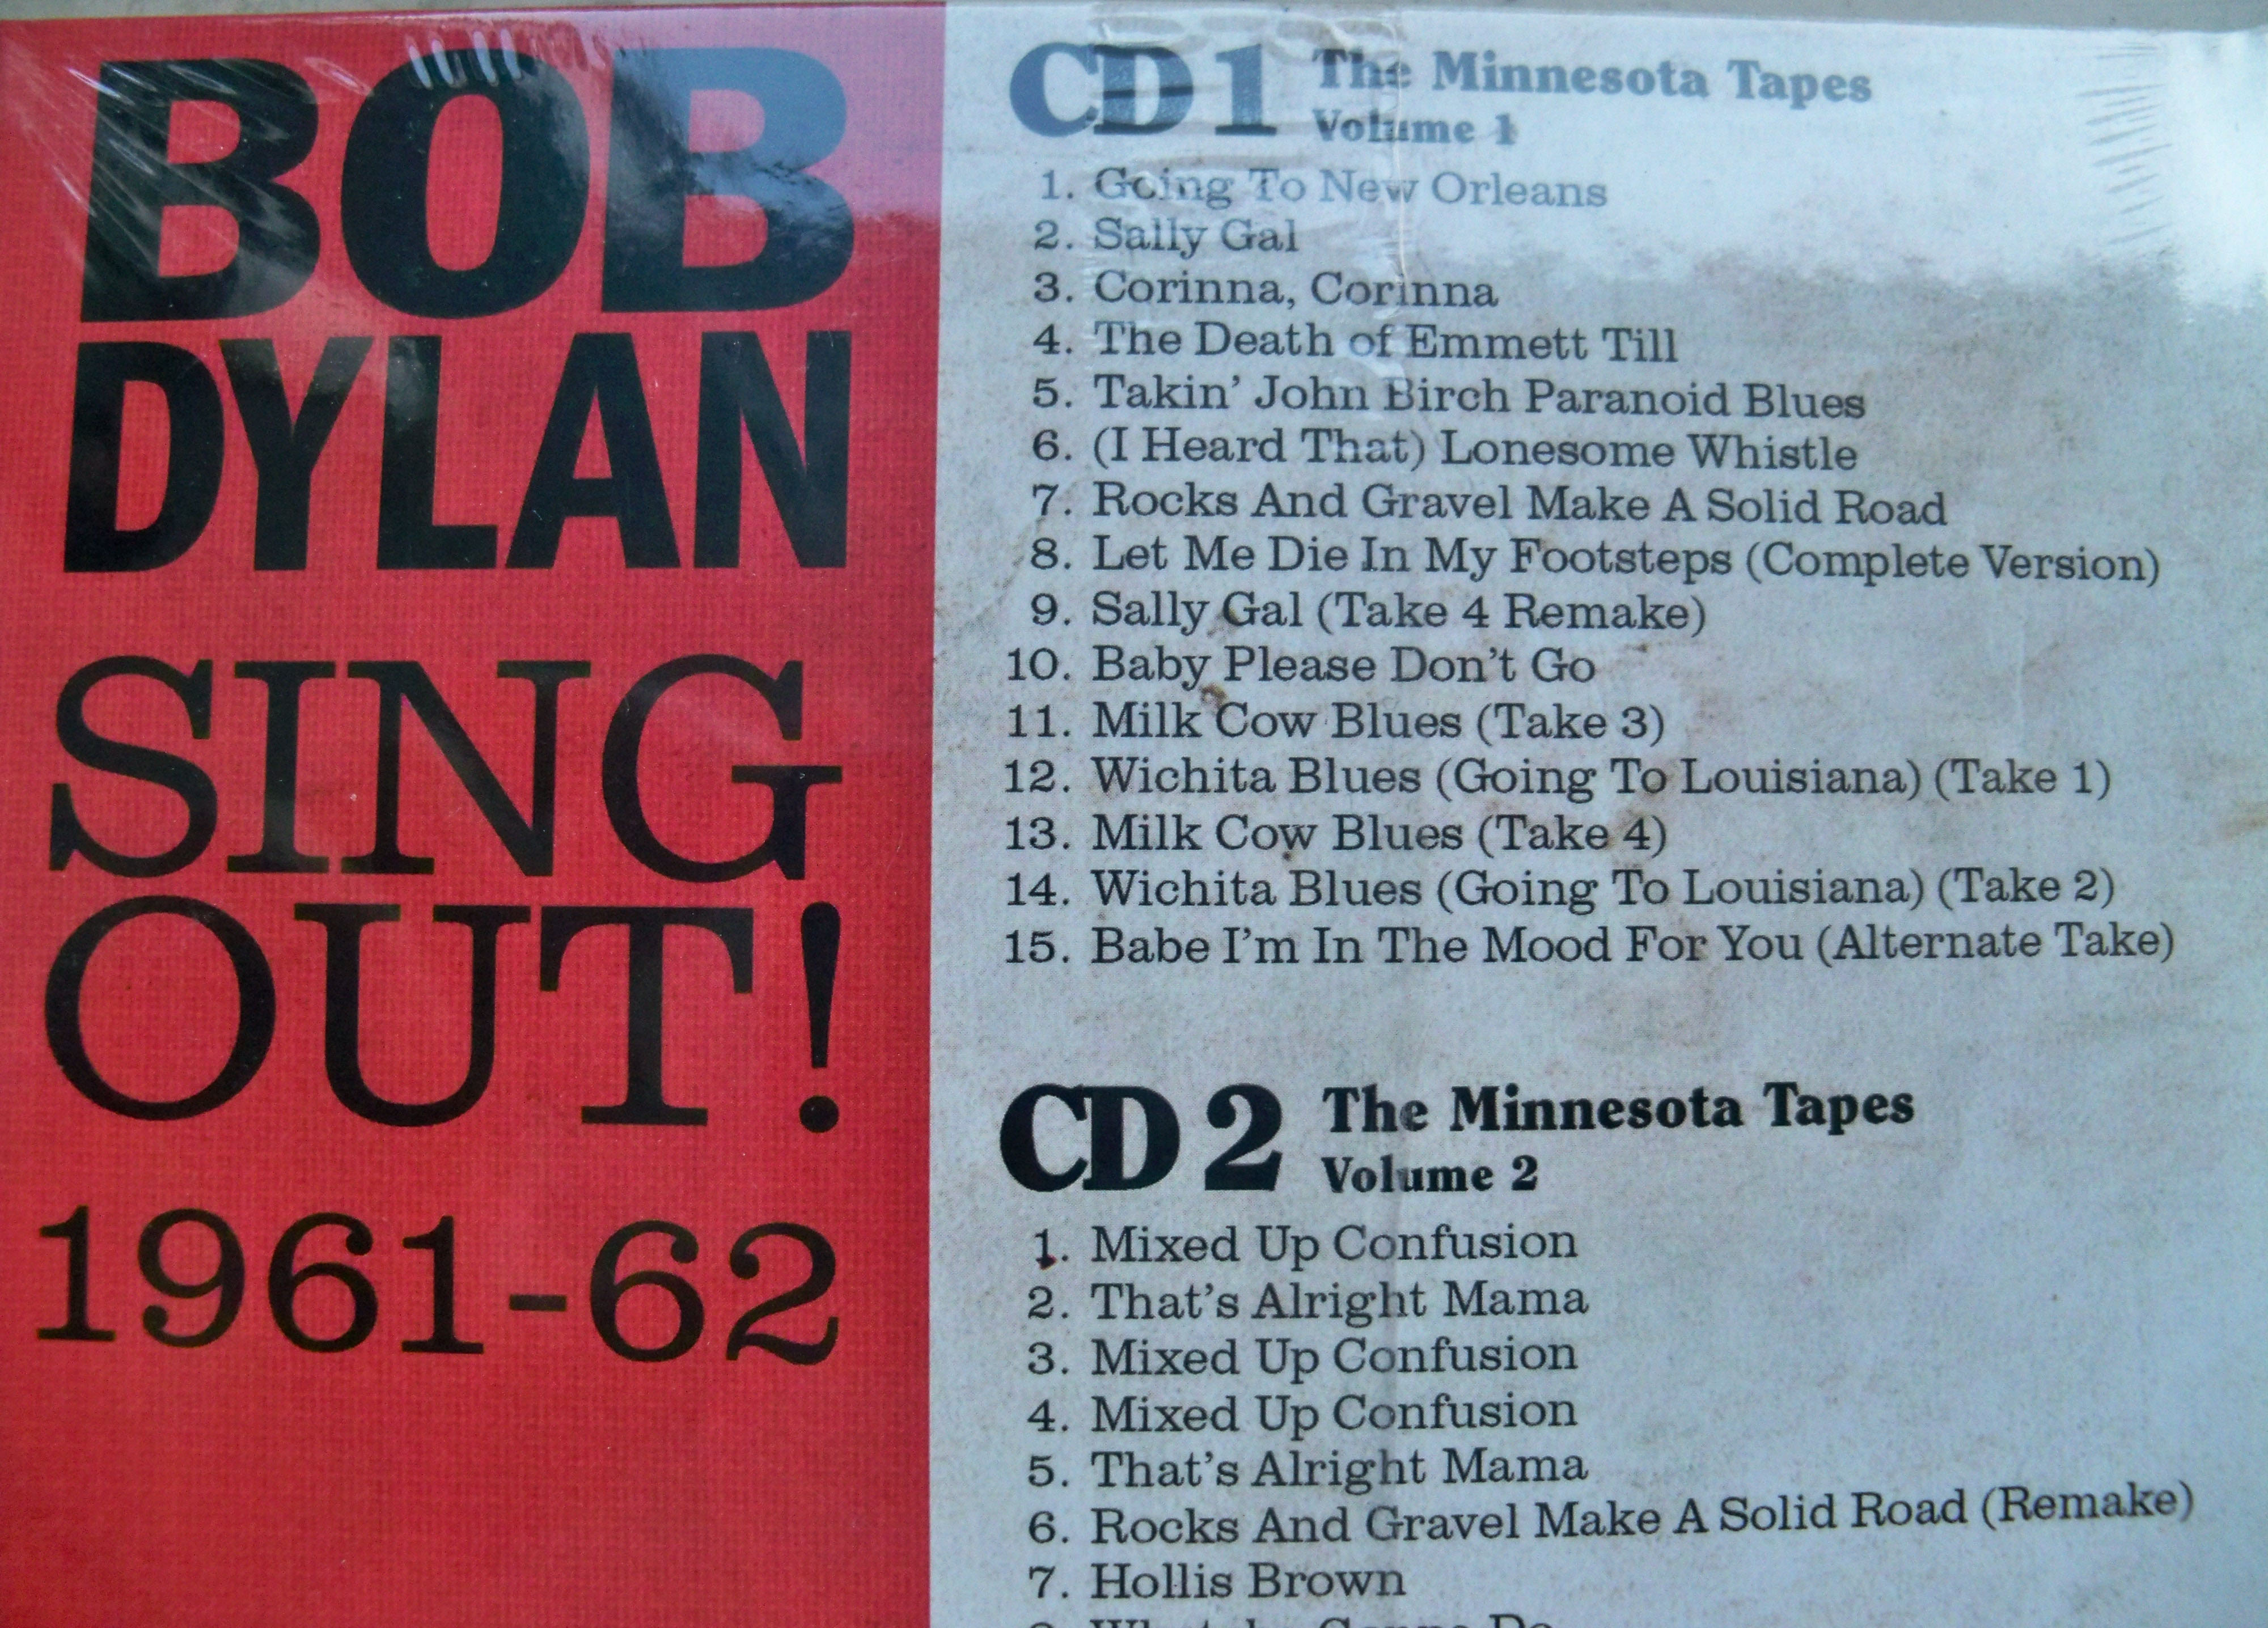 BOB
DYLAN
SING
OUT!
1961-62
CD 1 The Minnesota Tapes
Volume 1
1. Going To New Orleans
2. Sally Gal
3. Corinna, Corinna
4. The Death of Emmett Till
5. Takin' John Birch Paranoid Blues
6. (I Heard That) Lonesome Whistle
7. Rocks And Gravel Make A Solid Road
8. Let Me Die In My Footsteps (Complete Version)
9. Sally Gal (Take 4 Remake)
10. Baby Please Don't Go
11. Milk Cow Blues (Take 3)
12. Wichita Blues (Going To Louisiana) (Take 1)
13. Milk Cow Blues (Take 4)
14. Wichita Blues (Going To Louisiana) (Take 2)
15. Babe I'm In The Mood For You (Alternate Take)
CD 2 The Minnesota Tapes
Volume 2
1. Mixed Up Confusion
2. That's Alright Mama
3. Mixed Up Confusion
4. Mixed Up Confusion
5. That's Alright Mama
6. Rocks And Gravel Make A Solid Road (Remake)
7. Hollis Brown